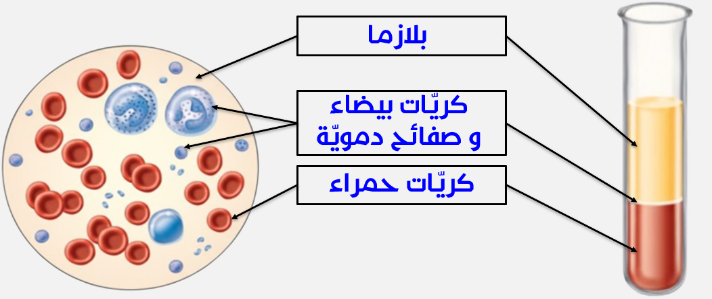 بلازما
كريّات بيضاء
و صفائح دمويّة
كريّات حمراء